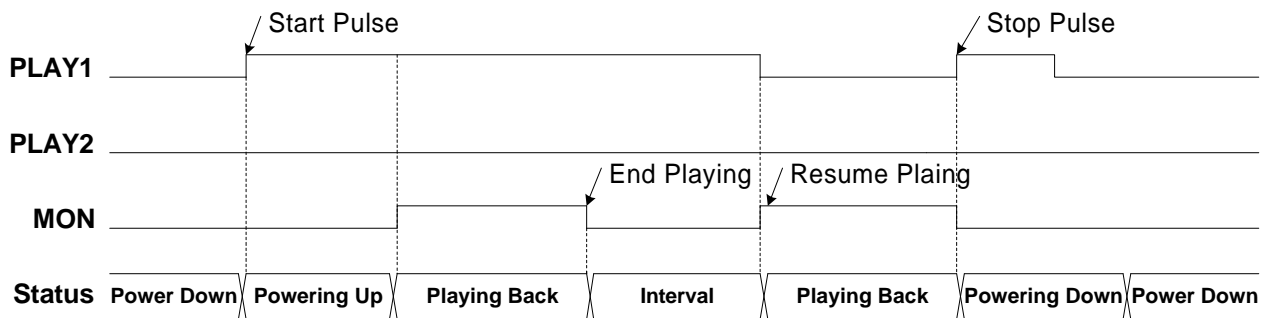 Start Pulse
Stop Pulse
PLAY1
PLAY2
End Playing
Resume Plaing
MON
Status Power Down Powering Up Playing Back Interval Playing Back Powering Down Power Down